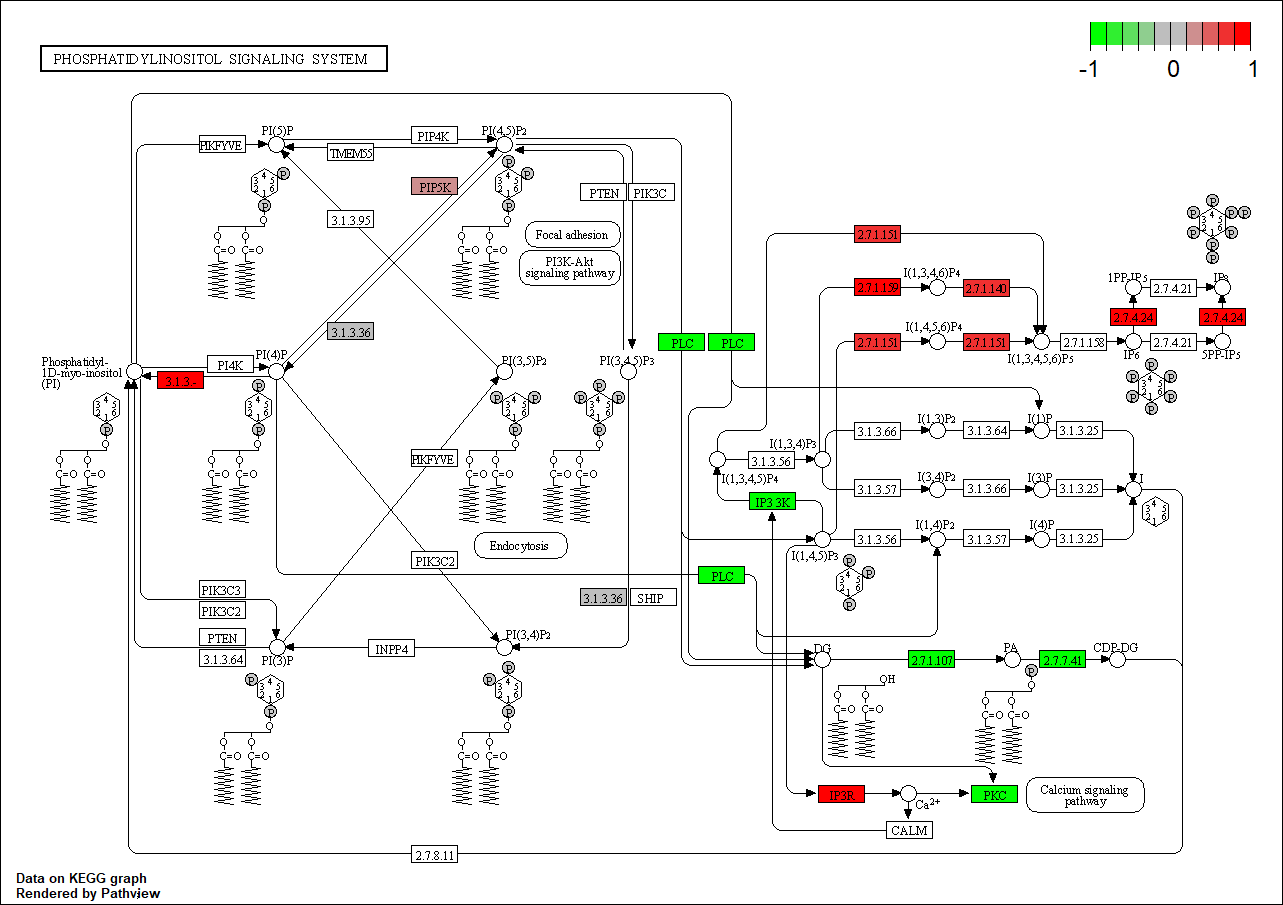 PHOSPHATIDYLINOSITOL SIGNALING SYSTEM
-1 0 1
PI(5)P
PI(4,5)P2
PIKFYVE
PIP4K
TMEM55
PIP5K
PTEN
PIK3C
3.1.3.95
Focal adhesion
PI3K-Akt
signaling pathway
2.7.1.151
I(1,3,4,6)P4
1PP-IP5
IP8
2.7.1.159
2.7.1.140
2.7.4.21
2.7.4.24
2.7.4.24
3.1.3.36
I(1,4,5,6)P4
PLC
PLC
2.7.1.151
2.7.1.151
2.7.1.158
2.7.4.21
I(1,3,4,5,6)P5
IP6
5PP-IP5
Phosphatidyl-
1D-myo-inositol
(PI)
PI4K
PI(4)P
PI(3,5)P2
PI(3,4,5)P3
3.1.3.-
I(1,3)P2
I(1)P
3.1.3.66
3.1.3.64
3.1.3.25
I(1,3,4)P3
PIKFYVE
3.1.3.56
I(1,3,4,5)P4
I(3,4)P2
I(3)P
I
3.1.3.57
3.1.3.66
3.1.3.25
IP3 3K
I(1,4)P2
I(4)P
Endocytosis
3.1.3.56
3.1.3.57
3.1.3.25
I(1,4,5)P3
PIK3C2
PLC
PIK3C3
PIK3C2
3.1.3.36
SHIP
PTEN
3.1.3.64
PI(3)P
INPP4
PI(3,4)P2
DG
2.7.1.107
PA
2.7.7.41
CDP-DG
OH
IP3R
Ca2+
PKC
Calcium signaling
pathway
CALM
2.7.8.11
Data on KEGG graph
Rendered by Pathview